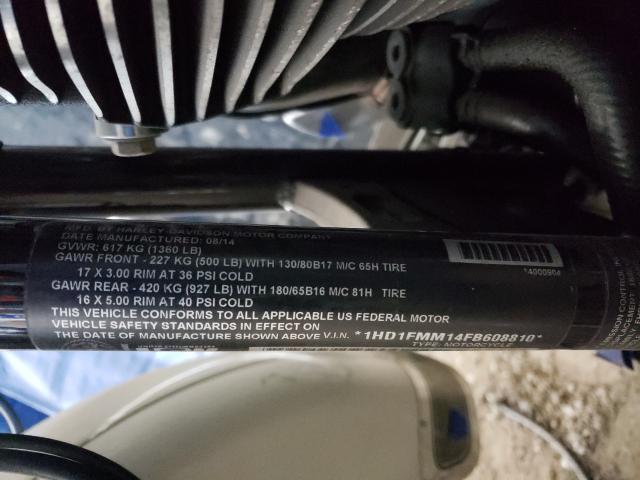 MFD. BY HARLEY-DAVIDSON MOTOR COMPANY
DATE MANUFACTURED: 08/14
GVWR: 617 KG (1360 LB)
GAWR FRONT - 227 KG (500 LB) WITH 130/80B17 M/C 65H TIRE
17 X 3.00 RIM AT 36 PSI COLD
GAWR REAR - 420 KG (927 LB) WITH 180/65B16 M/C 81H TIRE
16 X 5.00 RIM AT 40 PSI COLD
THIS VEHICLE CONFORMS TO ALL APPLICABLE US FEDERAL MOTOR
VEHICLE SAFETY STANDARDS IN EFFECT ON
THE DATE OF MANUFACTURE SHOWN ABOVE V.I.N. *1HD1FMM14FB608810*
TYPE: MOTORCYCLE
14000904